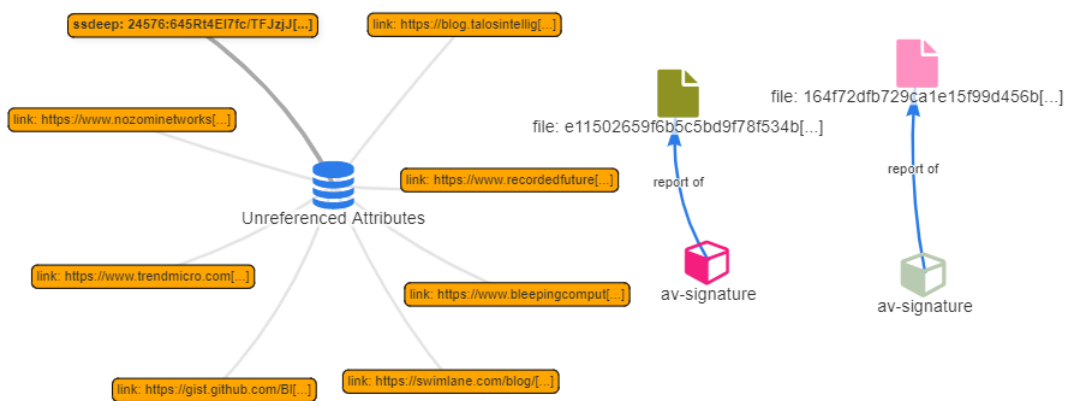 ssdeep: 24576:645Rt4El7fc/TFJzjJ[...]
link: https://blog.talosintellig[...]
link: https://www.nozominetworks[...]
link: https://www.recordedfuture[...]
Unreferenced Attributes
link: https://www.trendmicro.com[...]
link: https://www.bleepingcomput[...]
link: https://gist.github.com/Bl[...]
link: https://swimlane.com/blog/[...]
file: e11502659f6b5c5bd9f78f534b[...]
report of
av-signature
file: 164f72dfb729ca1e15f99d456b[...]
report of
av-signature